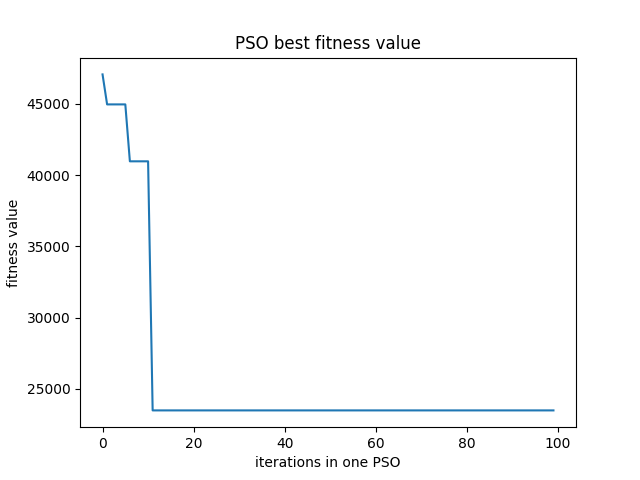 PSO best fitness value
fitness value
45000
40000
35000
30000
25000
0 20 40 60 80 100
iterations in one PSO